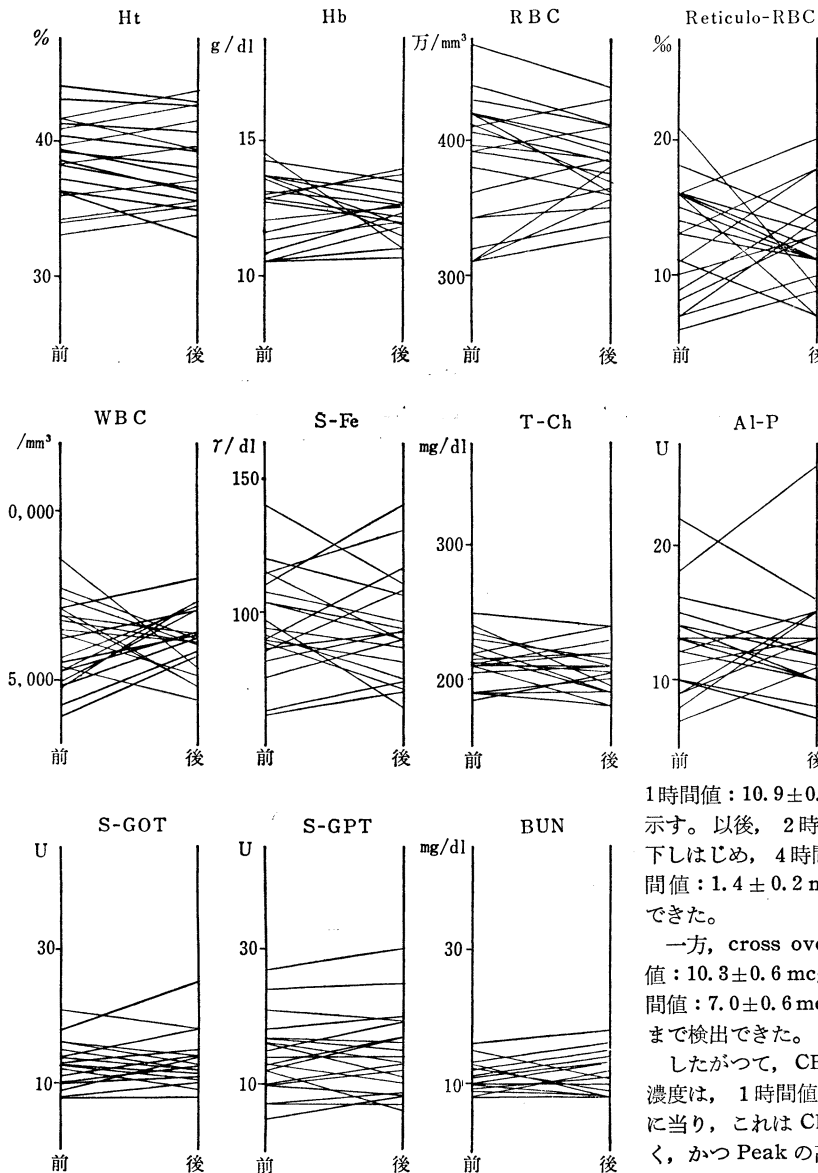 Ht
Hb
RBC
Reticulo-RBC
%
g/dl
万/mm³
‰
40
30
15
10
400
300
20
10
前
後
前
後
前
後
前
後
WBC
S-Fe
T-Ch
Al-P
/mm³
γ/dl
mg/dl
U
0,000
5,000
150
100
300
200
20
10
前
後
前
後
前
後
前
後
S-GOT
S-GPT
BUN
U
U
mg/dl
30
10
30
10
30
10
前
後
前
後
前
後
1時間値:10.9±0.
示す。以後, 2時
下しはじめ, 4時間
間値:1.4±0.2 m
できた。
一方, cross ove
値:10.3±0.6 mc
間値:7.0±0.6 mc
まで検出できた。
したがつて, CE
濃度は, 1時間値
に当り, これは C
く, かつ Peak の